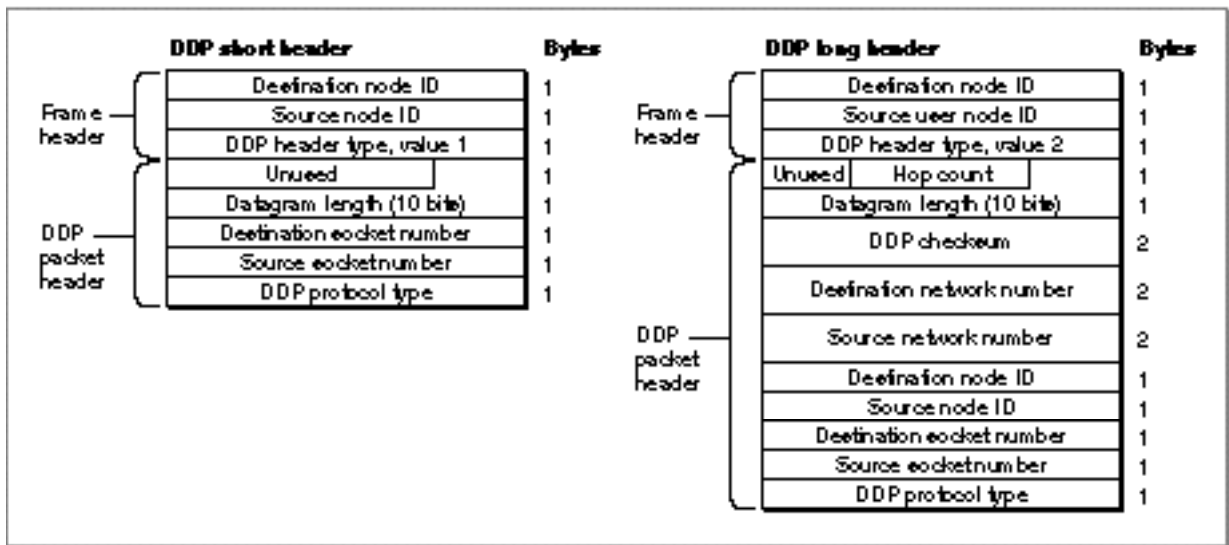 DDP short header Bytes
Frame header
Destination node ID 1
Source node ID 1
DDP header type, value 1 1
DDP packet header
Unused 1
Datagram length (10 bits) 1
Destination socket number 1
Source socket number 1
DDP protocol type 1
DDP long header Bytes
Frame header
Destination node ID 1
Source user node ID 1
DDP header type, value 2 1
DDP packet header
Unused Hop count 1
Datagram length (10 bits) 1
DDP checksum 2
Destination network number 2
Source network number 2
Destination node ID 1
Source node ID 1
Destination socket number 1
Source socket number 1
DDP protocol type 1